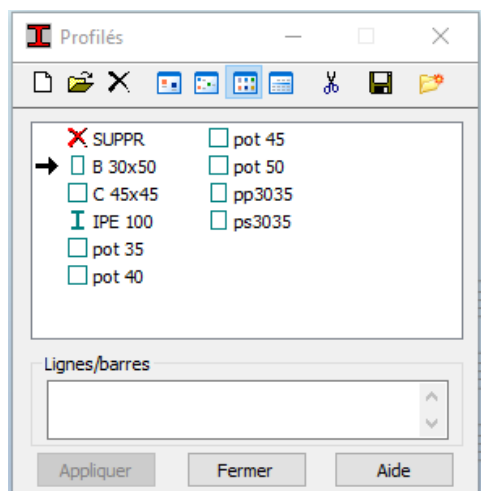 Profilés
SUPPR
B 30x50
C 45x45
IPE 100
pot 35
pot 40
pot 45
pot 50
pp3035
ps3035
Lignes/barres
Appliquer
Fermer
Aide